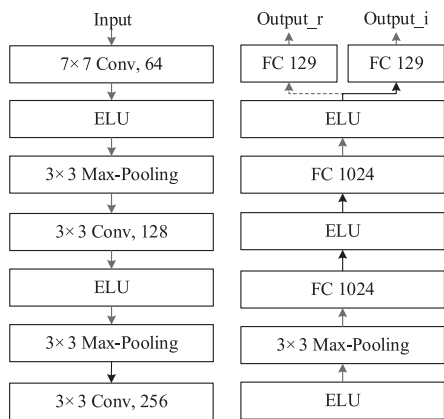 Input
7×7 Conv, 64
ELU
3×3 Max-Pooling
3×3 Conv, 128
ELU
3×3 Max-Pooling
3×3 Conv, 256
Output_r
Output_i
FC 129
FC 129
ELU
FC 1024
ELU
FC 1024
3×3 Max-Pooling
ELU